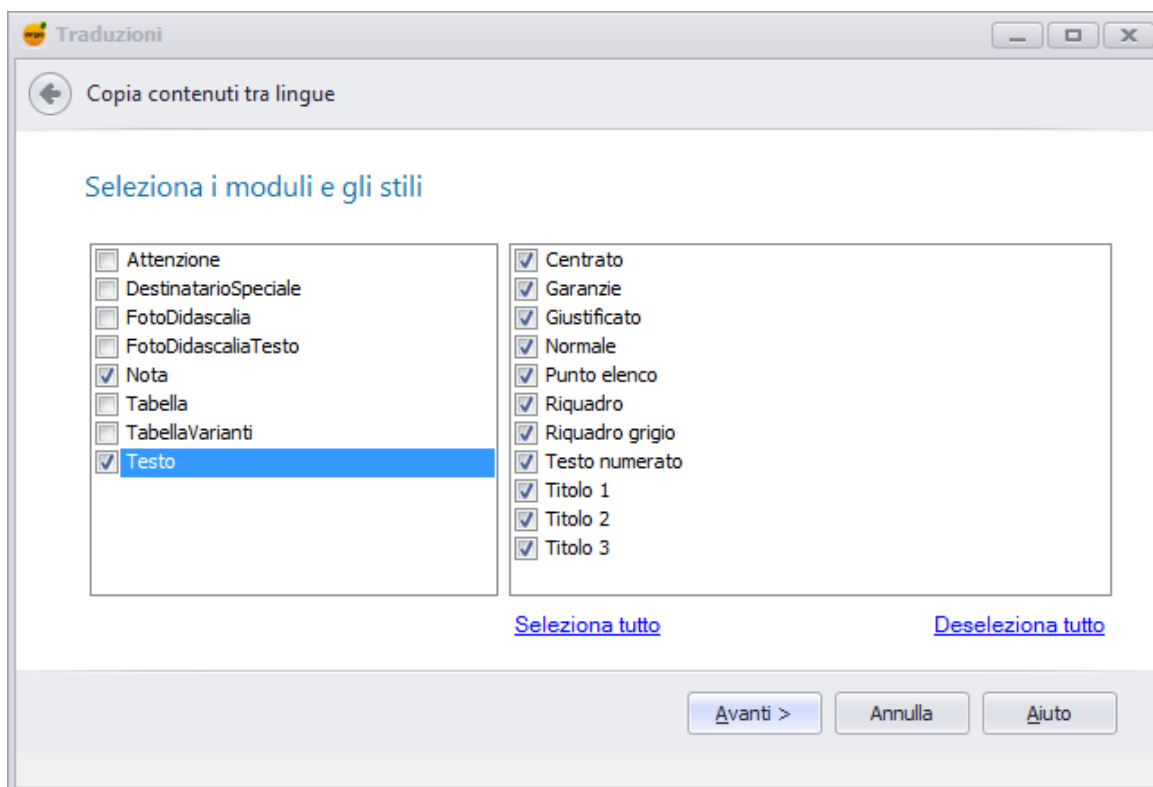 Traduzioni
Copia contenuti tra lingue
Seleziona i moduli e gli stili
Attenzione
DestinatarioSpeciale
FotoDidascalia
FotoDidascaliaTesto
Nota
Tabella
TabellaVarianti
Testo
Centrato
Garanzie
Giustificato
Normale
Punto elenco
Riquadro
Riquadro grigio
Testo numerato
Titolo 1
Titolo 2
Titolo 3
Seleziona tutto
Deseleziona tutto
Avanti >
Annulla
Aiuto